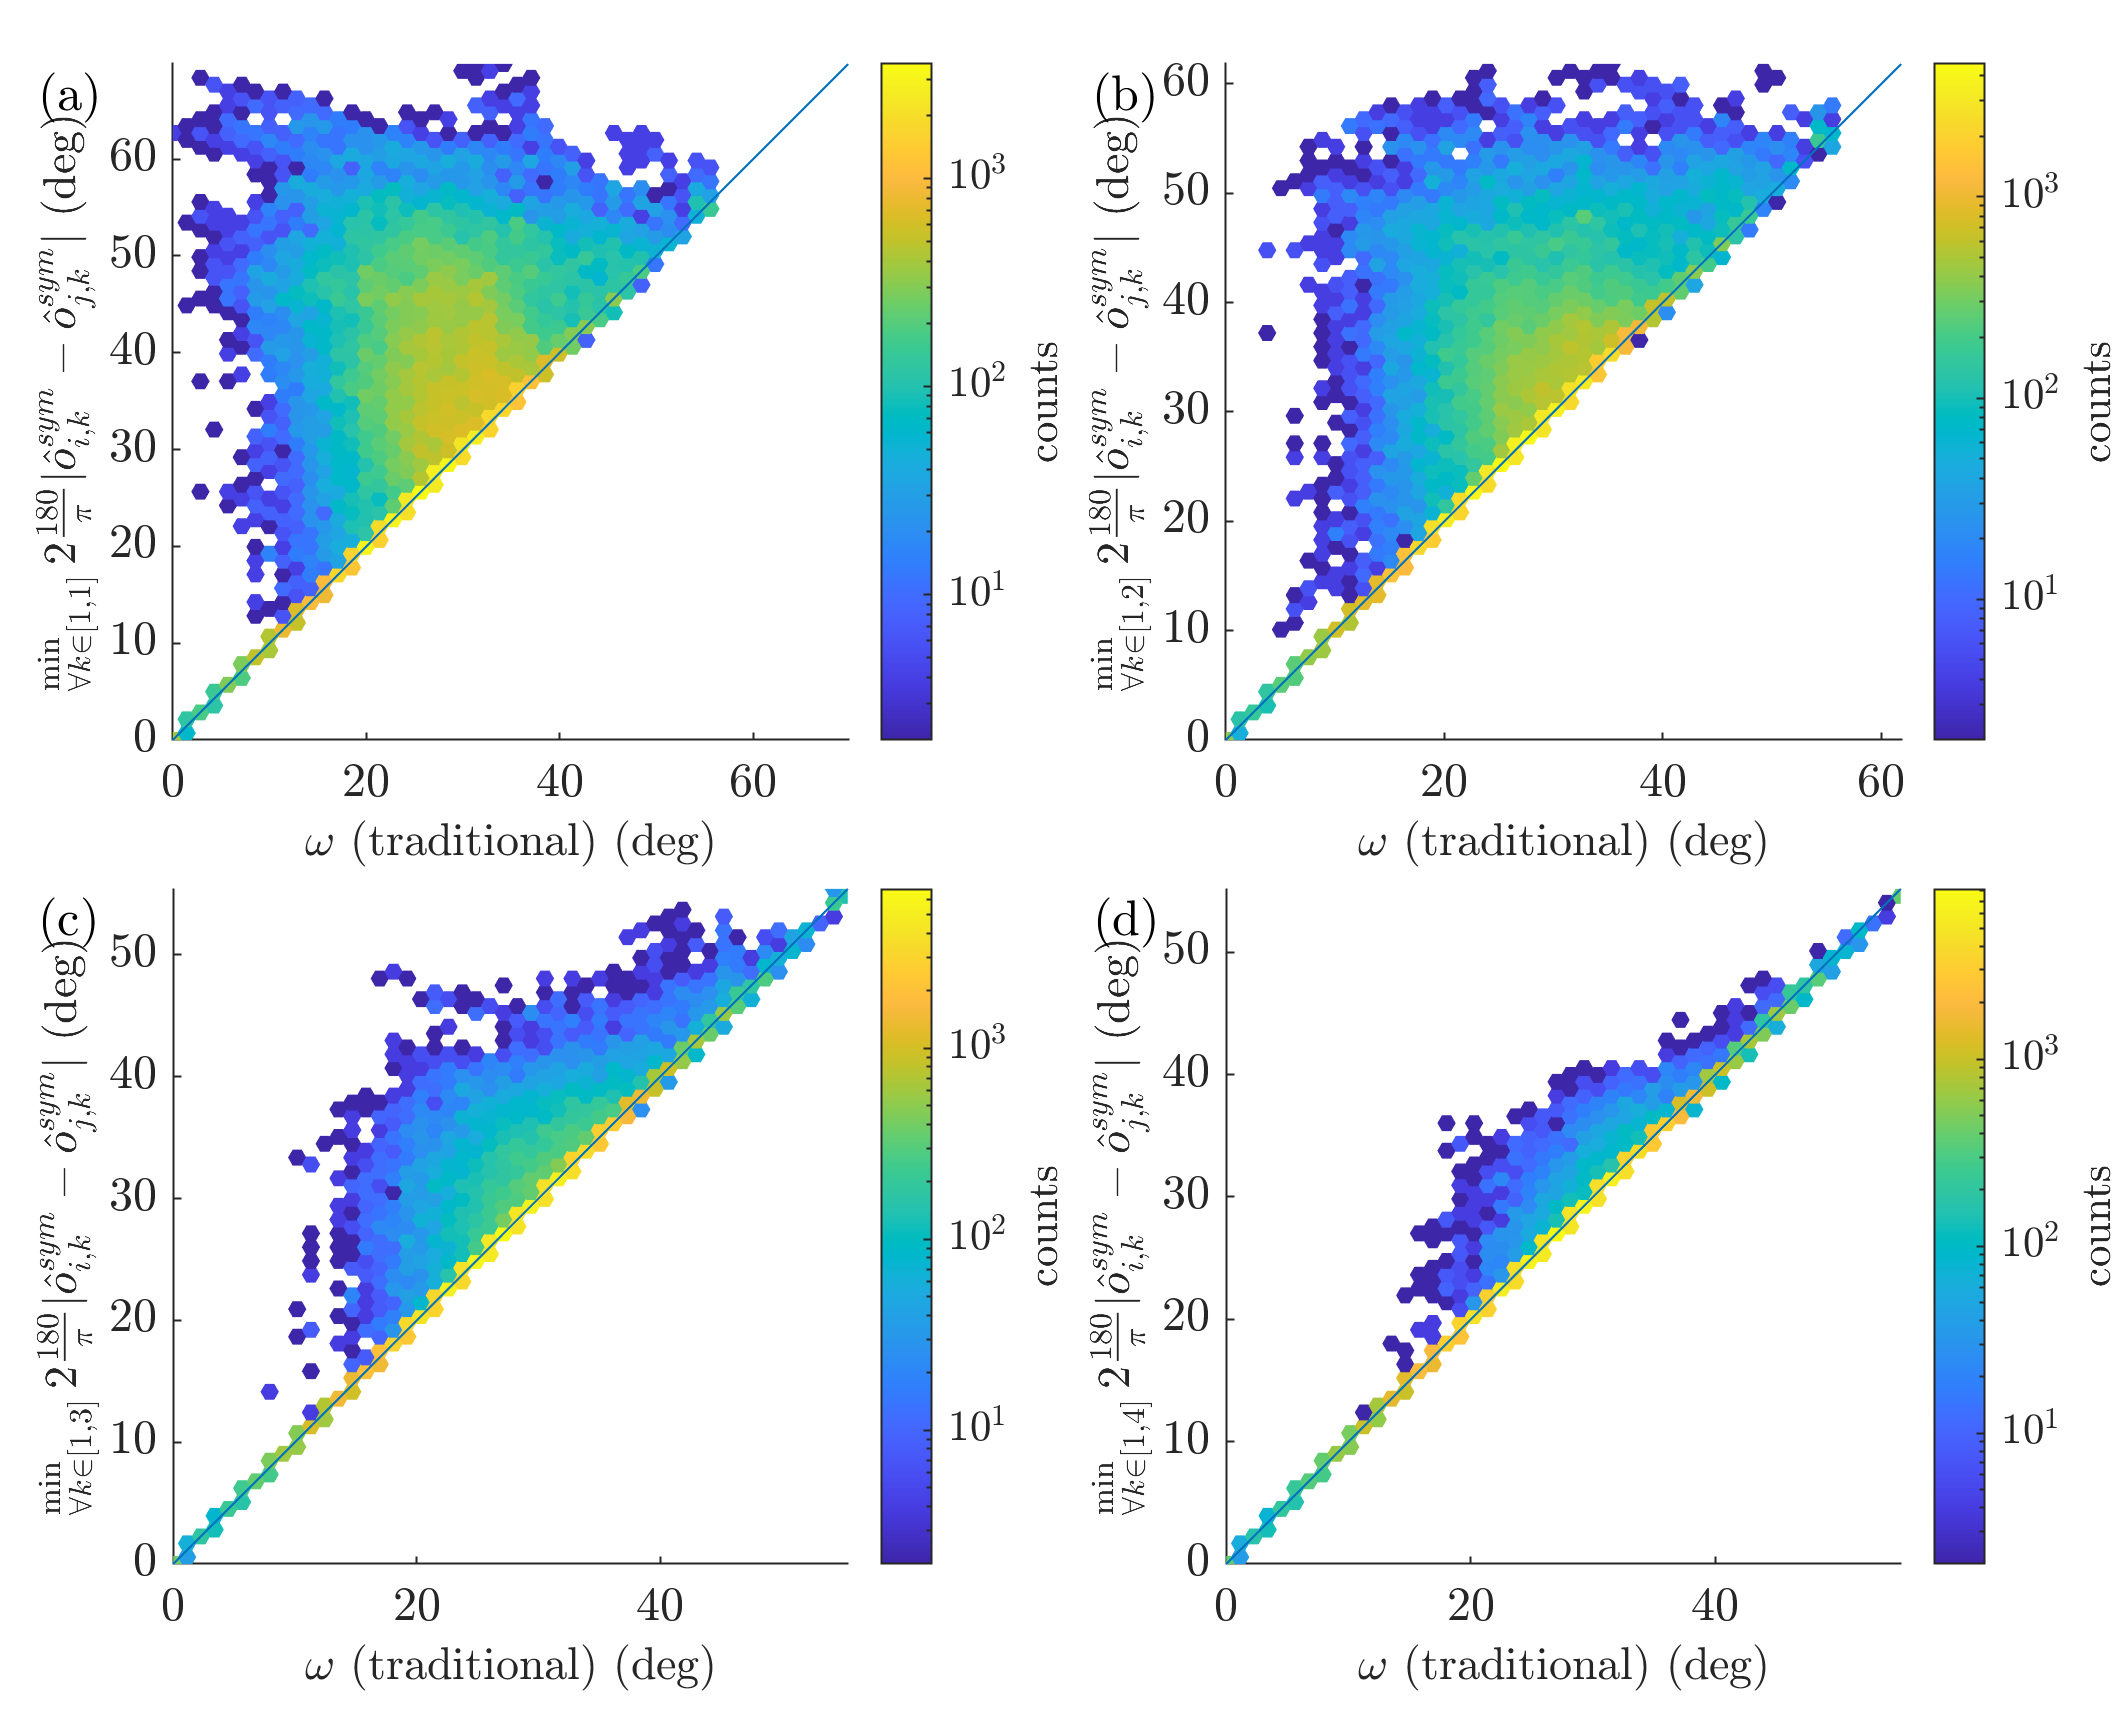 (a)
min ∀k∈[1,1] 2 180/π |ô^{sym}_{i,k} − ô^{sym}_{j,k}| (deg)
60
50
40
30
20
10
0
0 20 40 60
ω (traditional) (deg)
10^3
10^2
10^1
counts
(b)
min ∀k∈[1,2] 2 180/π |ô^{sym}_{i,k} − ô^{sym}_{j,k}| (deg)
60
50
40
30
20
10
0
0 20 40 60
ω (traditional) (deg)
10^3
10^2
10^1
counts
(c)
min ∀k∈[1,3] 2 180/π |ô^{sym}_{i,k} − ô^{sym}_{j,k}| (deg)
50
40
30
20
10
0
0 20 40
ω (traditional) (deg)
10^3
10^2
10^1
counts
(d)
min ∀k∈[1,4] 2 180/π |ô^{sym}_{i,k} − ô^{sym}_{j,k}| (deg)
50
40
30
20
10
0
0 20 40
ω (traditional) (deg)
10^3
10^2
10^1
counts